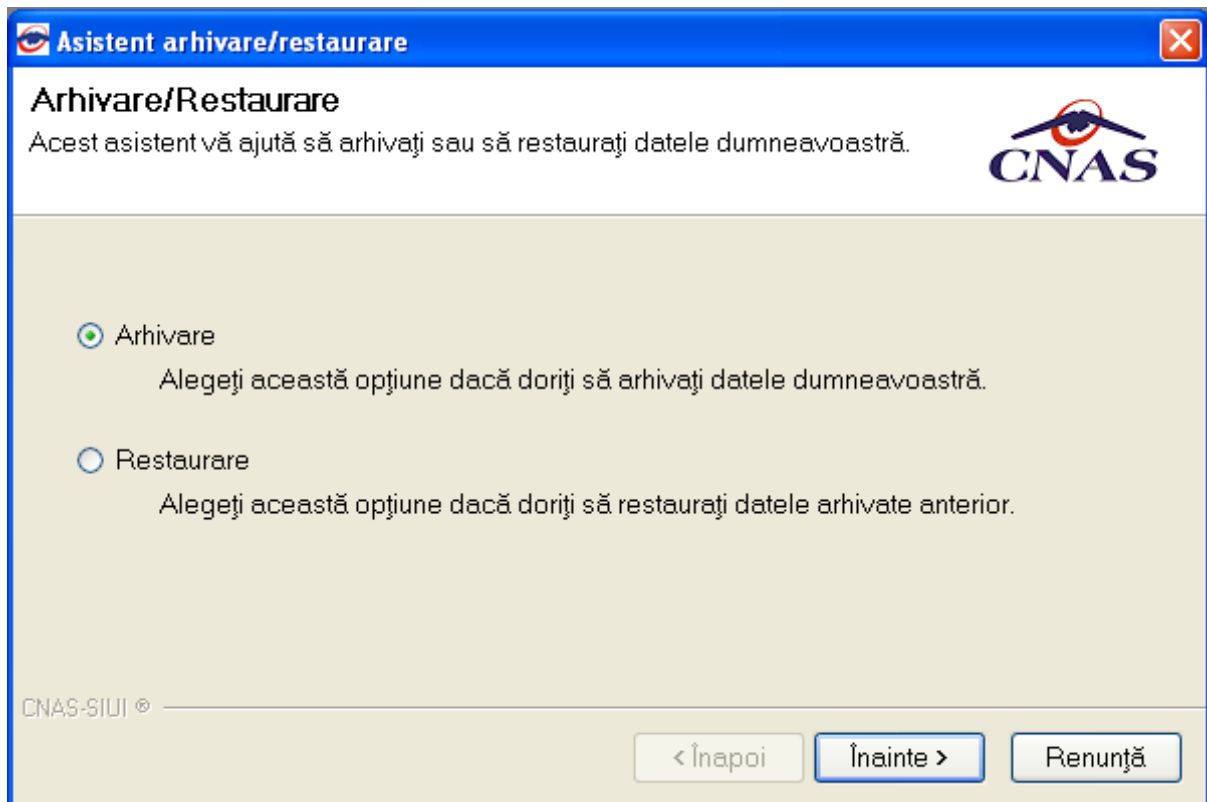 Asistent arhivare/restaurare
Arhivare/Restaurare
Acest asistent vă ajută să arhivaţi sau să restauraţi datele dumneavoastră.
CNAS
Arhivare
Alegeţi această opţiune dacă doriţi să arhivaţi datele dumneavoastră.
Restaurare
Alegeţi această opţiune dacă doriţi să restauraţi datele arhivate anterior.
CNAS-SIUI ®
< Înapoi
Înainte >
Renunţă